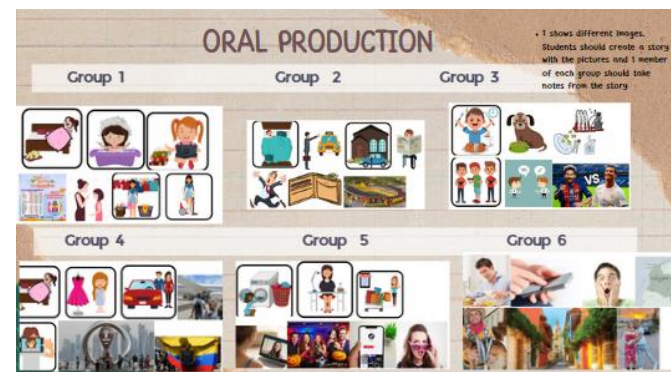 ORAL PRODUCTION
• T shows different images.
Students should create a story
with the pictures and 1 member
of each group should take
notes from the story
Group 1
Group 2
Group 3
VS
Group 4
Group 5
Group 6